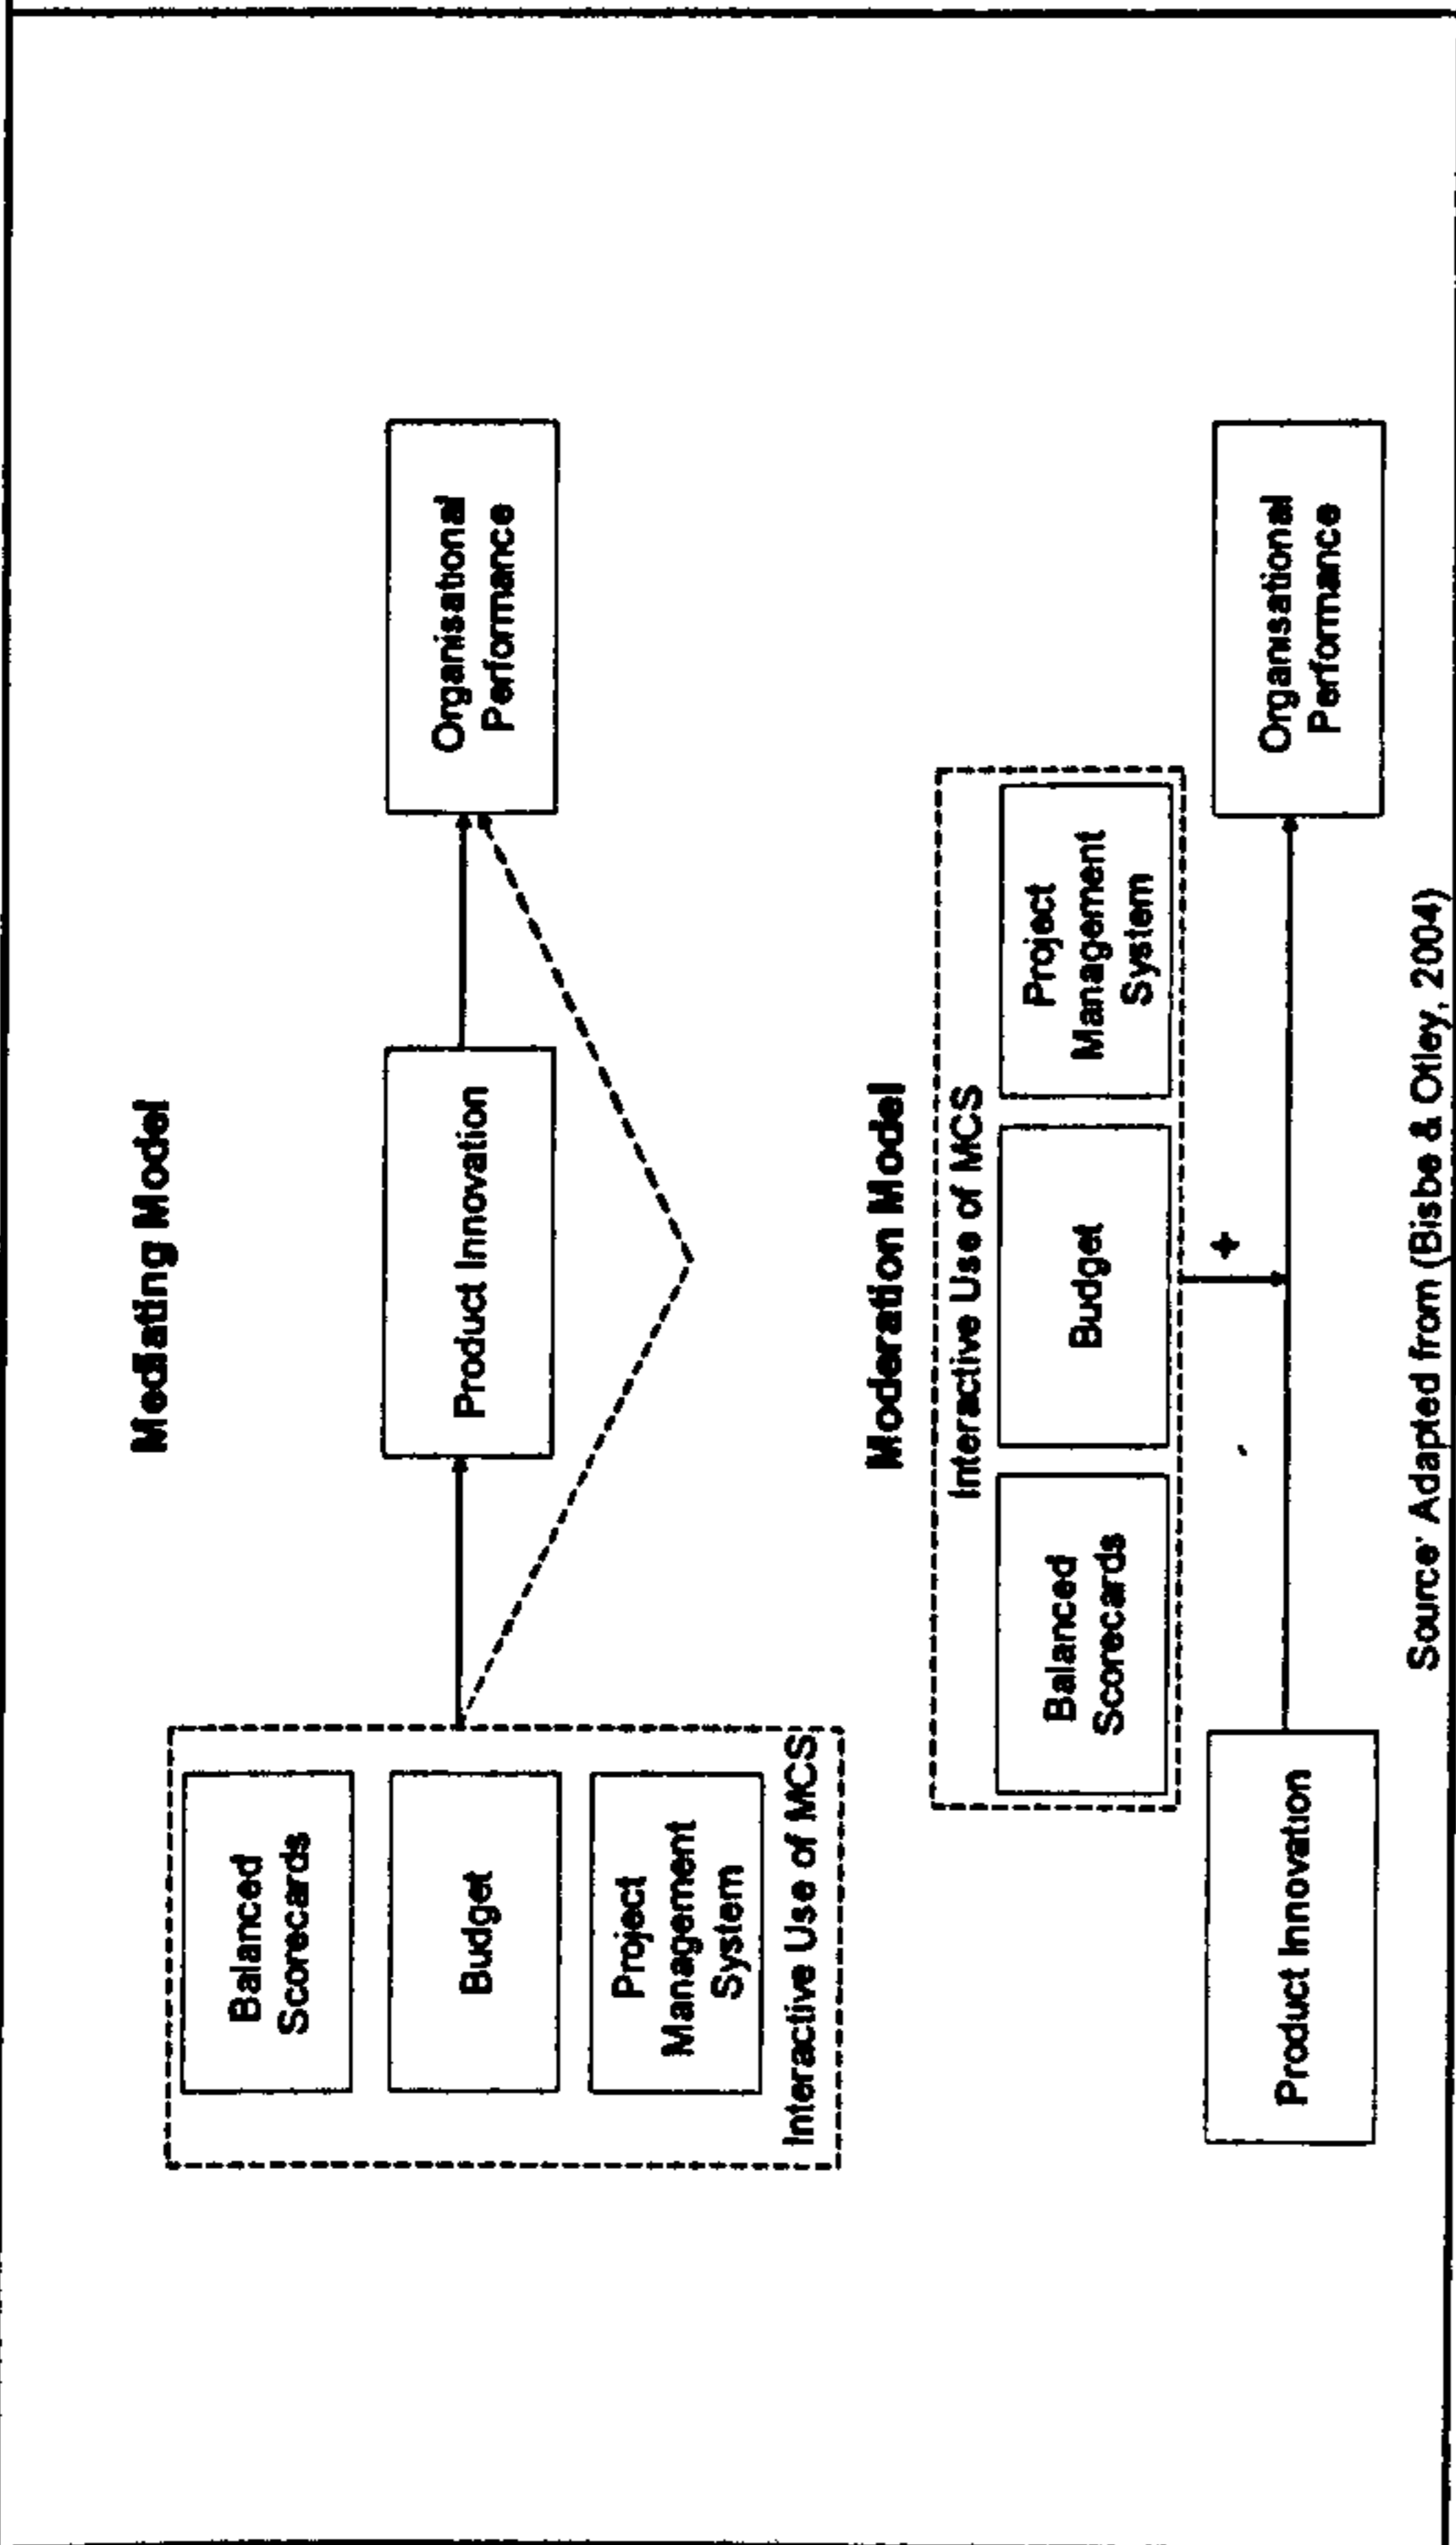 Mediating Model
Balanced
Scorecards
Budget
Project
Management
System
Interactive Use of MCS
Product Innovation
Organisational
Performance
Moderation Model
Interactive Use of MCS
Balanced
Scorecards
Budget
Project
Management
System
+
Product Innovation
Organisational
Performance
Source' Adapted from (Bisbe & Otley, 2004)